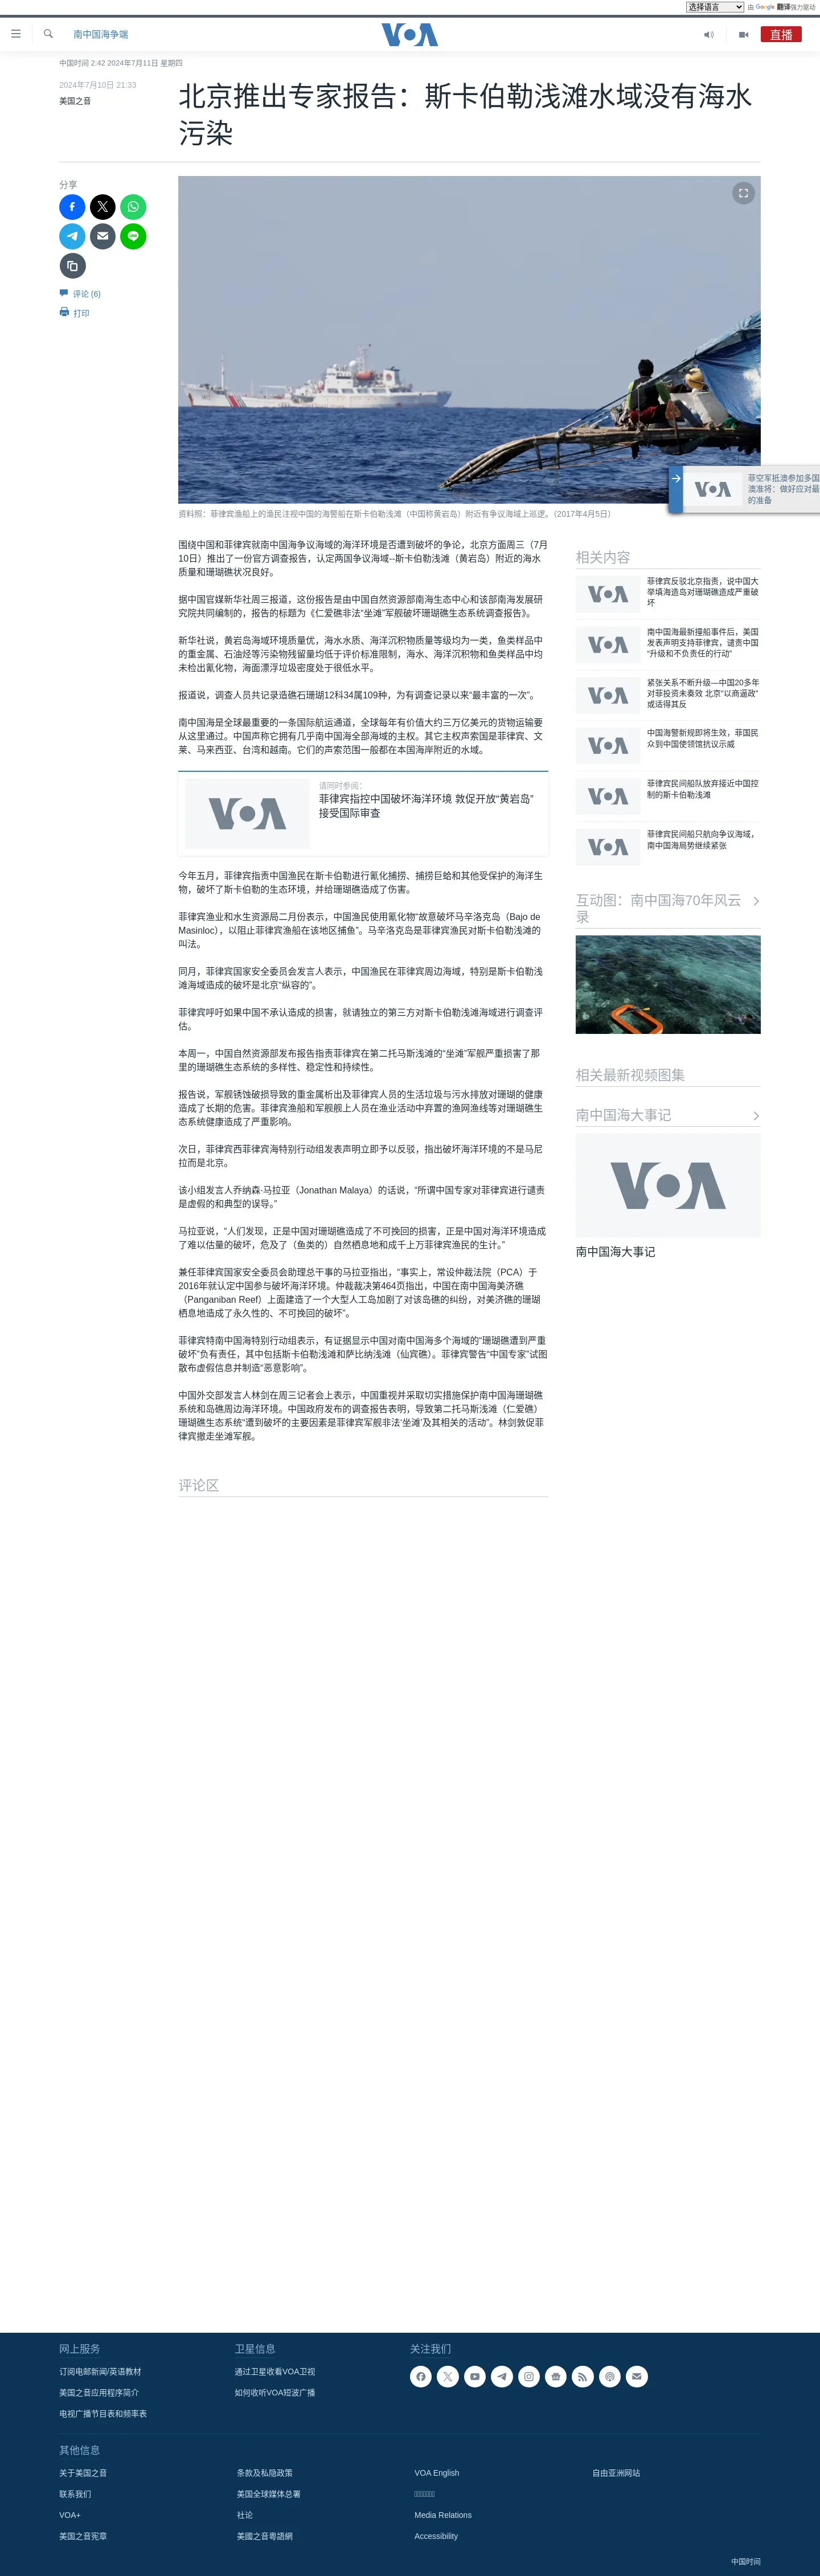 选择语言 由 Google 翻译强力驱动
南中国海争端
VOA
直播
中国时间 2:42 2024年7月11日 星期四
2024年7月10日 21:33
美国之音
北京推出专家报告：斯卡伯勒浅滩水域没有海水
污染
分享
评论 (6)
打印
资料照：菲律宾渔船上的渔民注视中国的海警船在斯卡伯勒浅滩（中国称黄岩岛）附近有争议海域上巡逻。（2017年4月5日）
VOA
菲空军抵澳参加多国
澳准将：做好应对最
的准备
围绕中国和菲律宾就南中国海争议海域的海洋环境是否遭到破坏的争论，北京方面周三（7月
10日）推出了一份官方调查报告，认定两国争议海域--斯卡伯勒浅滩（黄岩岛）附近的海水
质量和珊瑚礁状况良好。
据中国官媒新华社周三报道，这份报告是由中国自然资源部南海生态中心和该部南海发展研
究院共同编制的，报告的标题为《仁爱礁非法“坐滩”军舰破坏珊瑚礁生态系统调查报告》。
新华社说，黄岩岛海域环境质量优，海水水质、海洋沉积物质量等级均为一类，鱼类样品中
的重金属、石油烃等污染物残留量均低于评价标准限制，海水、海洋沉积物和鱼类样品中均
未检出氰化物，海面漂浮垃圾密度处于很低水平。
报道说，调查人员共记录造礁石珊瑚12科34属109种，为有调查记录以来“最丰富的一次”。
南中国海是全球最重要的一条国际航运通道，全球每年有价值大约三万亿美元的货物运输要
从这里通过。中国声称它拥有几乎南中国海全部海域的主权。其它主权声索国是菲律宾、文
莱、马来西亚、台湾和越南。它们的声索范围一般都在本国海岸附近的水域。
VOA
请同时参阅：
菲律宾指控中国破坏海洋环境 敦促开放“黄岩岛”
接受国际审查
今年五月，菲律宾指责中国渔民在斯卡伯勒进行氰化捕捞、捕捞巨蛤和其他受保护的海洋生
物，破坏了斯卡伯勒的生态环境，并给珊瑚礁造成了伤害。
菲律宾渔业和水生资源局二月份表示，中国渔民使用氰化物“故意破坏马辛洛克岛（Bajo de
Masinloc），以阻止菲律宾渔船在该地区捕鱼”。马辛洛克岛是菲律宾渔民对斯卡伯勒浅滩的
叫法。
同月，菲律宾国家安全委员会发言人表示，中国渔民在菲律宾周边海域，特别是斯卡伯勒浅
滩海域造成的破坏是北京“纵容的”。
菲律宾呼吁如果中国不承认造成的损害，就请独立的第三方对斯卡伯勒浅滩海域进行调查评
估。
本周一，中国自然资源部发布报告指责菲律宾在第二托马斯浅滩的“坐滩”军舰严重损害了那
里的珊瑚礁生态系统的多样性、稳定性和持续性。
报告说，军舰锈蚀破损导致的重金属析出及菲律宾人员的生活垃圾与污水排放对珊瑚的健康
造成了长期的危害。菲律宾渔船和军舰舰上人员在渔业活动中弃置的渔网渔线等对珊瑚礁生
态系统健康造成了严重影响。
次日，菲律宾西菲律宾海特别行动组发表声明立即予以反驳，指出破坏海洋环境的不是马尼
拉而是北京。
该小组发言人乔纳森·马拉亚（Jonathan Malaya）的话说，“所谓中国专家对菲律宾进行谴责
是虚假的和典型的误导。”
马拉亚说，“人们发现，正是中国对珊瑚礁造成了不可挽回的损害，正是中国对海洋环境造成
了难以估量的破坏，危及了（鱼类的）自然栖息地和成千上万菲律宾渔民的生计。”
兼任菲律宾国家安全委员会助理总干事的马拉亚指出，“事实上，常设仲裁法院（PCA）于
2016年就认定中国参与破坏海洋环境。仲裁裁决第464页指出，中国在南中国海美济礁
（Panganiban Reef）上面建造了一个大型人工岛加剧了对该岛礁的纠纷，对美济礁的珊瑚
栖息地造成了永久性的、不可挽回的破坏”。
菲律宾特南中国海特别行动组表示，有证据显示中国对南中国海多个海域的“珊瑚礁遭到严重
破坏”负有责任，其中包括斯卡伯勒浅滩和萨比纳浅滩（仙宾礁）。菲律宾警告“中国专家”试图
散布虚假信息并制造“恶意影响”。
中国外交部发言人林剑在周三记者会上表示，中国重视并采取切实措施保护南中国海珊瑚礁
系统和岛礁周边海洋环境。中国政府发布的调查报告表明，导致第二托马斯浅滩（仁爱礁）
珊瑚礁生态系统“遭到破坏的主要因素是菲律宾军舰非法‘坐滩’及其相关的活动”。林剑敦促菲
律宾撤走坐滩军舰。
评论区
相关内容
VOA
菲律宾反驳北京指责，说中国大
举填海造岛对珊瑚礁造成严重破
坏
VOA
南中国海最新撞船事件后，美国
发表声明支持菲律宾，谴责中国
“升级和不负责任的行动”
VOA
紧张关系不断升级—中国20多年
对菲投资未奏效 北京“以商逼政”
或适得其反
VOA
中国海警新规即将生效，菲国民
众到中国使领馆抗议示威
VOA
菲律宾民间船队放弃接近中国控
制的斯卡伯勒浅滩
VOA
菲律宾民间船只航向争议海域，
南中国海局势继续紧张
互动图：南中国海70年风云
录
相关最新视频图集
南中国海大事记
VOA
南中国海大事记
网上服务
订阅电邮新闻/英语教材
美国之音应用程序简介
电视广播节目表和频率表
卫星信息
通过卫星收看VOA卫视
如何收听VOA短波广播
关注我们
其他信息
关于美国之音
联系我们
VOA+
美国之音宪章
条款及私隐政策
美国全球媒体总署
社论
美國之音粵語網
VOA English
Media Relations
Accessibility
自由亚洲网站
中国时间